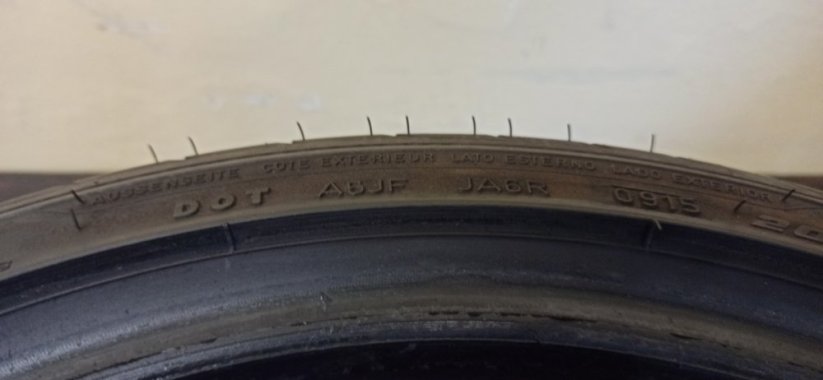 AUSSENSEITE COTE EXTERIEUR LATO ESTERNO LADO EXTERIOR
DOT A8JF JA6R 0915